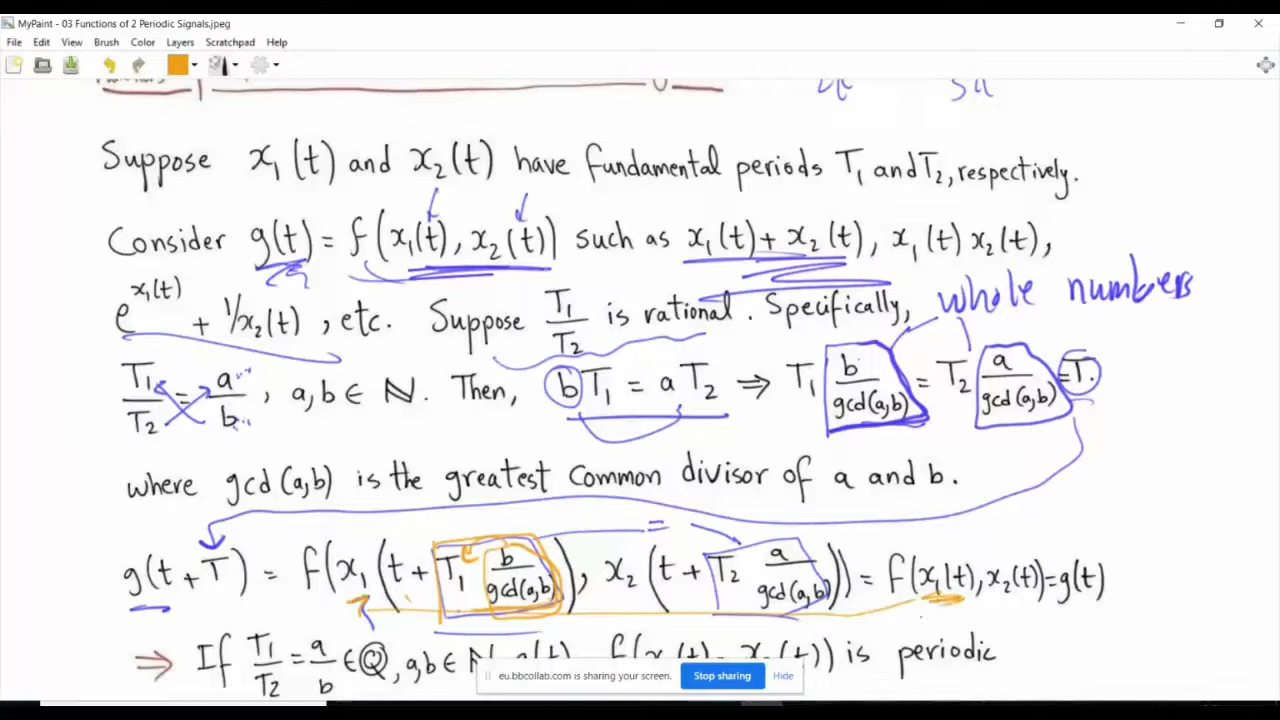 MyPaint - 03 Functions of 2 Periodic Signals.jpeg
File Edit View Brush Color Layers Scratchpad Help
Suppose x₁(t) and x₂(t) have fundamental periods T₁ and T₂, respectively.
Consider g(t) = f(x₁(t), x₂(t)) such as x₁(t) + x₂(t), x₁(t) x₂(t),
e^x₁(t) + 1/x₂(t), etc. Suppose T₁/T₂ is rational. Specifically, whole numbers
T₁/T₂ = a/b, a,b ∈ ℕ. Then, bT₁ = aT₂ ⇒ T₁ b/gcd(a,b) = T₂ a/gcd(a,b) = T.
where gcd(a,b) is the greatest common divisor of a and b.
=
g(t+T) = f(x₁(t + T₁ b/gcd(a,b)), x₂(t + T₂ a/gcd(a,b))) = f(x₁(t), x₂(t)) = g(t)
⇒ If T₁/T₂ = a/b ∈ ℚ, a,b ∈ ℕ, g(t) f(x₁(t), x₂(t)) is periodic
eu.bbcollab.com is sharing your screen. Stop sharing Hide